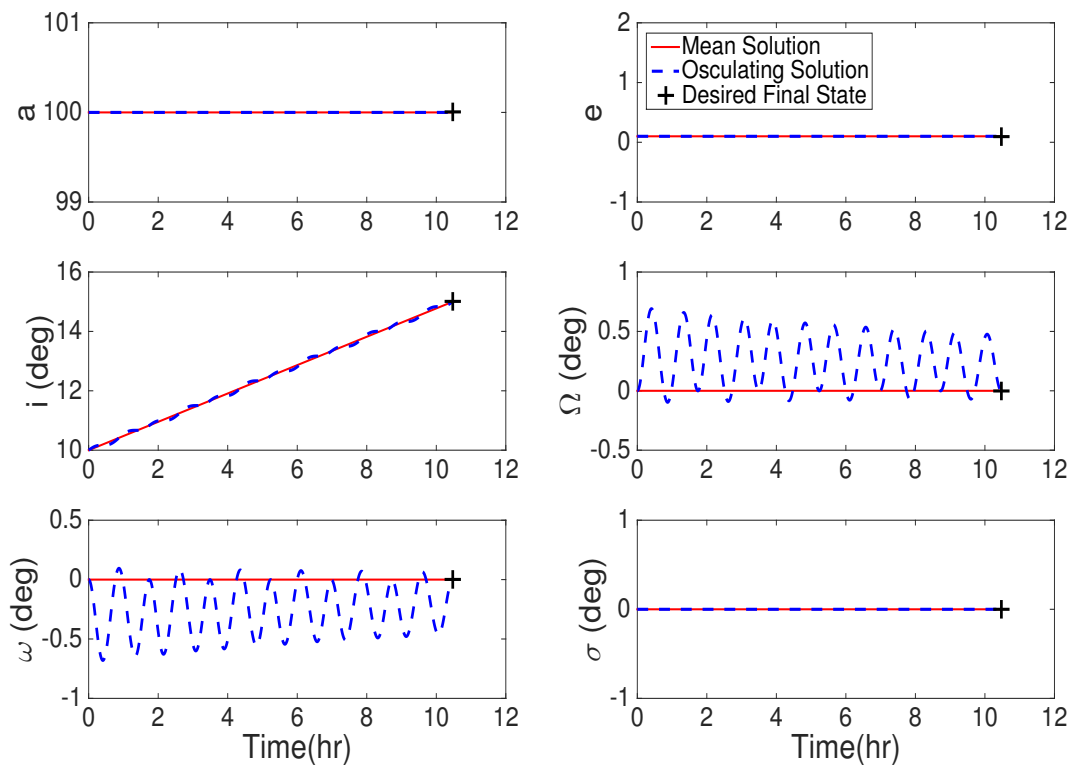 101
100
99
a
0 2 4 6 8 10 12
2
1
0
-1
e
0 2 4 6 8 10 12
Mean Solution
Osculating Solution
Desired Final State
16
14
12
10
i (deg)
0 2 4 6 8 10 12
1
0.5
0
-0.5
Ω (deg)
0 2 4 6 8 10 12
0.5
0
-0.5
-1
ω (deg)
0 2 4 6 8 10 12
Time(hr)
1
0
-1
σ (deg)
0 2 4 6 8 10 12
Time(hr)